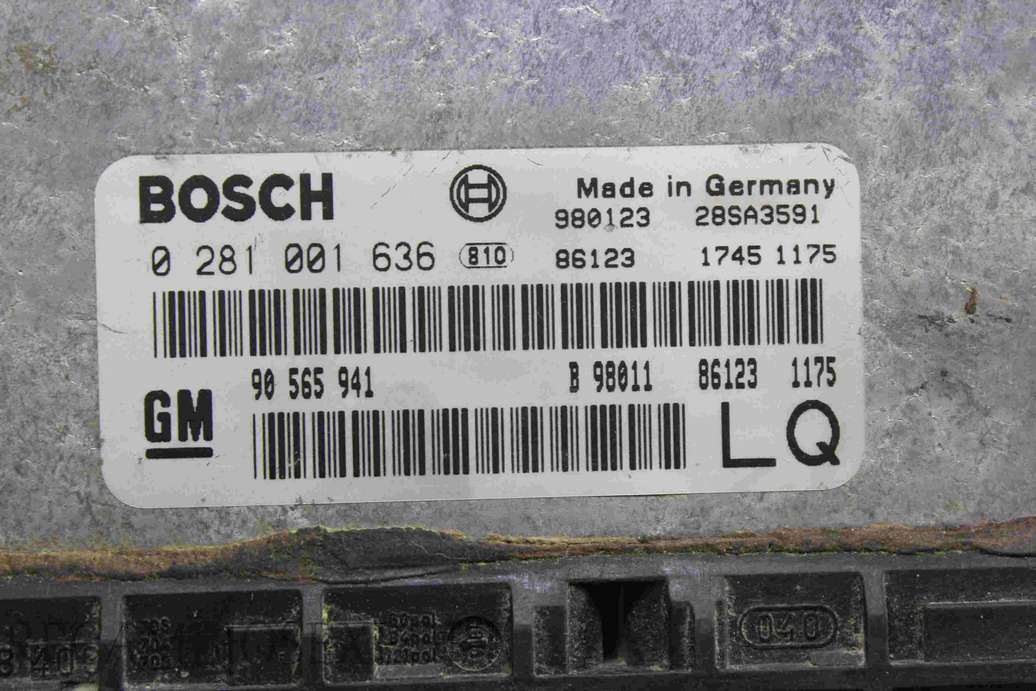 BOSCH
Made in Germany
980123 28SA3591
0 281 001 636 810 86123 1745 1175
90 565 941 B 98011 86123 1175
GM
LQ
040